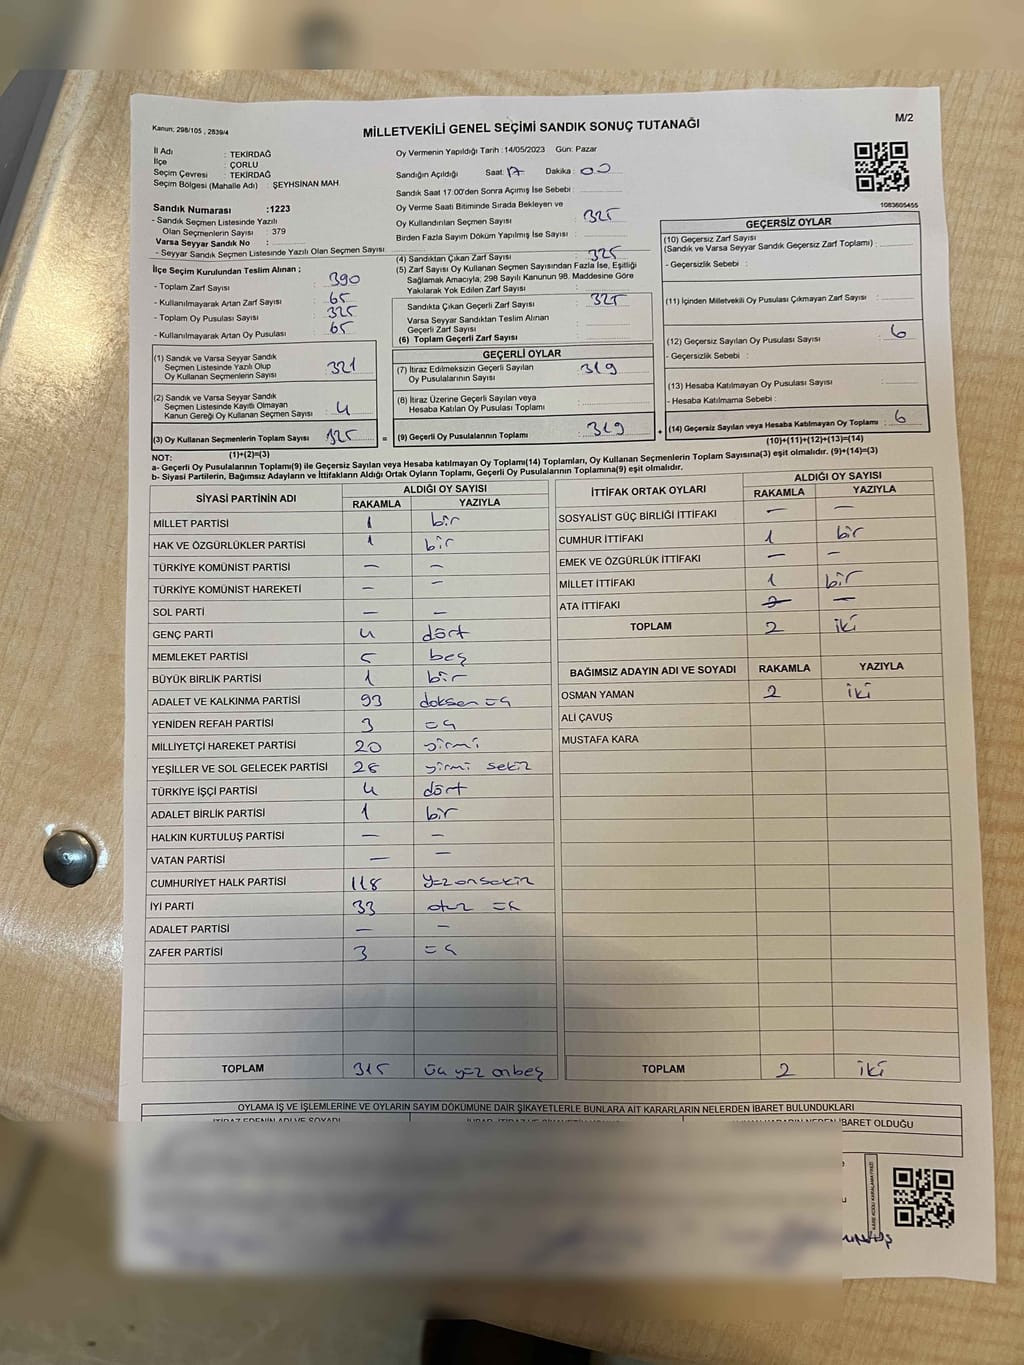 Kanun: 298/105 , 2839/4
MİLLETVEKİLİ GENEL SEÇİMİ SANDIK SONUÇ TUTANAĞI
M/2
İl Adı : TEKİRDAĞ
İlçe : ÇORLU
Seçim Çevresi : TEKİRDAĞ
Seçim Bölgesi (Mahalle Adı) : ŞEYHSİNAN MAH.
Sandık Numarası :1223
- Sandık Seçmen Listesinde Yazılı
Olan Seçmenlerin Sayısı : 379
Varsa Seyyar Sandık No :
- Seyyar Sandık Seçmen Listesinde Yazılı Olan Seçmen Sayısı:
İlçe Seçim Kurulundan Teslim Alınan ;
- Toplam Zarf Sayısı : 390
- Kullanılmayarak Artan Zarf Sayısı : 65
- Toplam Oy Pusulası Sayısı : 325
- Kullanılmayarak Artan Oy Pusulası : 65
(1) Sandık ve Varsa Seyyar Sandık
Seçmen Listesinde Yazılı Olup
Oy Kullanan Seçmenlerin Sayısı : 321
(2) Sandık ve Varsa Seyyar Sandık
Seçmen Listesinde Kayıtlı Olmayan
Kanun Gereği Oy Kullanan Seçmen Sayısı : 4
(3) Oy Kullanan Seçmenlerin Toplam Sayısı : 325
(1)+(2)=(3)
Oy Vermenin Yapıldığı Tarih :14/05/2023 Gün: Pazar
Sandığın Açıldığı Saat: 17 Dakika : 00
Sandık Saat 17.00'den Sonra Açımış İse Sebebi :
Oy Verme Saati Bitiminde Sırada Bekleyen ve
Oy Kullandırılan Seçmen Sayısı : 325
Birden Fazla Sayım Döküm Yapılmış İse Sayısı :
(4) Sandıktan Çıkan Zarf Sayısı : 325
(5) Zarf Sayısı Oy Kullanan Seçmen Sayısından Fazla İse, Eşitliği
Sağlamak Amacıyla, 298 Sayılı Kanunun 98. Maddesine Göre
Yakılarak Yok Edilen Zarf Sayısı :
Sandıkta Çıkan Geçerli Zarf Sayısı : 325
Varsa Seyyar Sandıktan Teslim Alınan
Geçerli Zarf Sayısı :
(6) Toplam Geçerli Zarf Sayısı :
GEÇERLİ OYLAR
(7) İtiraz Edilmeksizin Geçerli Sayılan
Oy Pusulalarının Sayısı : 319
(8) İtiraz Üzerine Geçerli Sayılan veya
Hesaba Katılan Oy Pusulası Toplamı :
= (9) Geçerli Oy Pusulalarının Toplamı : 319 +
1083605455
GEÇERSİZ OYLAR
(10) Geçersiz Zarf Sayısı
(Sandık ve Varsa Seyyar Sandık Geçersiz Zarf Toplamı) :
- Geçersizlik Sebebi :
(11) İçinden Milletvekili Oy Pusulası Çıkmayan Zarf Sayısı :
(12) Geçersiz Sayılan Oy Pusulası Sayısı : 6
- Geçersizlik Sebebi :
(13) Hesaba Katılmayan Oy Pusulası Sayısı :
- Hesaba Katılmama Sebebi :
(14) Geçersiz Sayılan veya Hesaba Katılmayan Oy Toplamı : 6
(10)+(11)+(12)+(13)=(14)
NOT:
a- Geçerli Oy Pusulalarının Toplamı(9) ile Geçersiz Sayılan veya Hesaba katılmayan Oy Toplamı(14) Toplamları, Oy Kullanan Seçmenlerin Toplam Sayısına(3) eşit olmalıdır. (9)+(14)=(3)
b- Siyasi Partilerin, Bağımsız Adayların ve İttifakların Aldığı Ortak Oyların Toplamı, Geçerli Oy Pusulalarının Toplamına(9) eşit olmalıdır.
SİYASİ PARTİNİN ADI ALDIĞI OY SAYISI
RAKAMLA YAZIYLA
MİLLET PARTİSİ 1 bir
HAK VE ÖZGÜRLÜKLER PARTİSİ 1 bir
TÜRKİYE KOMÜNİST PARTİSİ — —
TÜRKİYE KOMÜNİST HAREKETİ — —
SOL PARTİ — —
GENÇ PARTİ 4 dört
MEMLEKET PARTİSİ 5 beş
BÜYÜK BİRLİK PARTİSİ 1 bir
ADALET VE KALKINMA PARTİSİ 93 doksan üç
YENİDEN REFAH PARTİSİ 3 üç
MİLLİYETÇİ HAREKET PARTİSİ 20 yirmi
YEŞİLLER VE SOL GELECEK PARTİSİ 28 yirmi sekiz
TÜRKİYE İŞÇİ PARTİSİ 4 dört
ADALET BİRLİK PARTİSİ 1 bir
HALKIN KURTULUŞ PARTİSİ — —
VATAN PARTİSİ — —
CUMHURİYET HALK PARTİSİ 118 yüz onsekiz
İYİ PARTİ 33 otuz üç
ADALET PARTİSİ — —
ZAFER PARTİSİ 3 üç
TOPLAM 315 üç yüz onbeş
İTTİFAK ORTAK OYLARI ALDIĞI OY SAYISI
RAKAMLA YAZIYLA
SOSYALİST GÜÇ BİRLİĞİ İTTİFAKI — —
CUMHUR İTTİFAKI 1 bir
EMEK VE ÖZGÜRLÜK İTTİFAKI — —
MİLLET İTTİFAKI 1 bir
ATA İTTİFAKI — —
TOPLAM 2 iki
BAĞIMSIZ ADAYIN ADI VE SOYADI RAKAMLA YAZIYLA
OSMAN YAMAN 2 iki
ALİ ÇAVUŞ
MUSTAFA KARA
TOPLAM 2 iki
OYLAMA İŞ VE İŞLEMLERİNE VE OYLARIN SAYIM DÖKÜMÜNE DAİR ŞİKAYETLERLE BUNLARA AİT KARARLARIN NELERDEN İBARET BULUNDUKLARI
İTİRAZ EDENİN ADI VE SOYADI
İBARET OLDUĞU